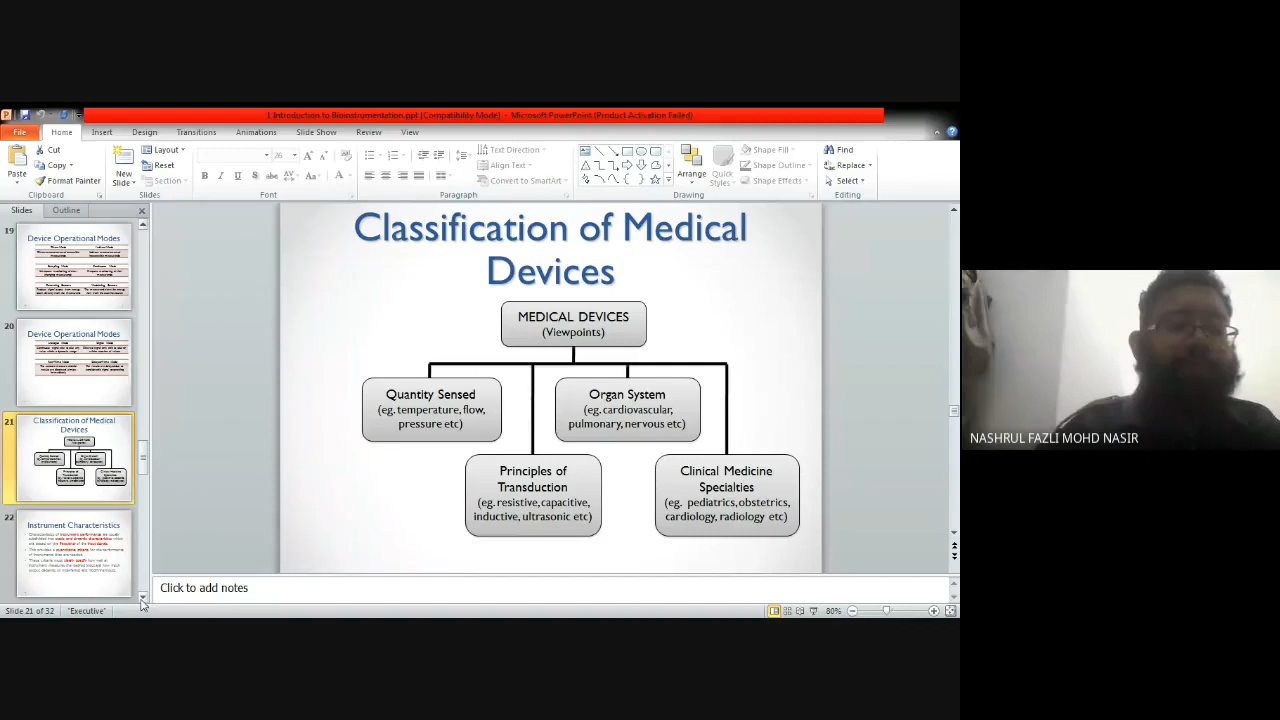 1 Introduction to Bioinstrumentation.ppt [Compatibility Mode] - Microsoft PowerPoint (Product Activation Failed)
File Home Insert Design Transitions Animations Slide Show Review View
Paste
Cut
Copy
Format Painter
Clipboard
New
Slide
Layout
Reset
Section
Slides
26
B I U S abc AV Aa A
Font
Paragraph
Text Direction
Align Text
Convert to SmartArt
Arrange
Quick
Styles
Shape Fill
Shape Outline
Shape Effects
Drawing
Find
Replace
Select
Editing
Slides Outline
19
Device Operational Modes
20
Device Operational Modes
21
Classification of Medical
Devices
22
Instrument Characteristics
Classification of Medical
Devices
MEDICAL DEVICES
(Viewpoints)
Quantity Sensed
(eg. temperature, flow,
pressure etc)
Organ System
(eg. cardiovascular,
pulmonary, nervous etc)
Principles of
Transduction
(eg. resistive, capacitive,
inductive, ultrasonic etc)
Clinical Medicine
Specialties
(eg. pediatrics, obstetrics,
cardiology, radiology etc)
Click to add notes
Slide 21 of 32 "Executive" 80%
NASHRUL FAZLI MOHD NASIR